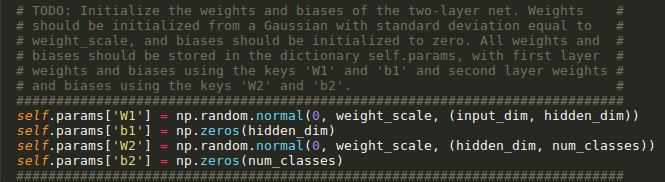 # TODO: Initialize the weights and biases of the two-layer net. Weights    #
# should be initialized from a Gaussian with standard deviation equal to   #
# weight_scale, and biases should be initialized to zero. All weights and  #
# biases should be stored in the dictionary self.params, with first layer  #
# weights and biases using the keys 'W1' and 'b1' and second layer weights #
# and biases using the keys 'W2' and 'b2'.                                 #
############################################################################
self.params['W1'] = np.random.normal(0, weight_scale, (input_dim, hidden_dim))
self.params['b1'] = np.zeros(hidden_dim)
self.params['W2'] = np.random.normal(0, weight_scale, (hidden_dim, num_classes))
self.params['b2'] = np.zeros(num_classes)
############################################################################